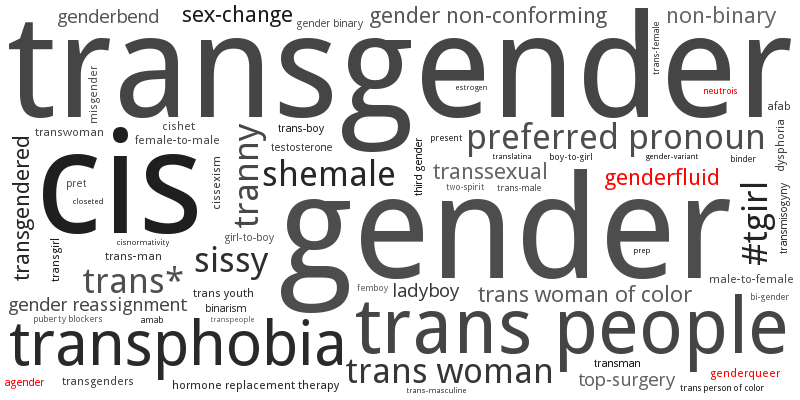 genderbend
sex-change
gender binary
gender non-conforming
non-binary
transgender
trans-female
misgender
estrogen
neutrois
afab
transwoman
cishet
female-to-male
trans-boy
testosterone
present
preferred pronoun
dysphoria
transgendered
cis
cissexism
tranny
shemale
third gender
translatina
boy-to-girl
gender-variant
binder
transsexual
genderfluid
#tgirl
transmisogyny
pret
closeted
two-spirit
trans-male
gender
transgirl
cisnormativity
trans-man
girl-to-boy
sissy
prep
trans*
trans youth
femboy
ladyboy
trans woman of color
male-to-female
bi-gender
gender reassignment
binarism
puberty blockers
amab
transpeople
transphobia
trans people
trans woman
transman
agender
transgenders
hormone replacement therapy
trans-masculine
top-surgery
genderqueer
trans person of color